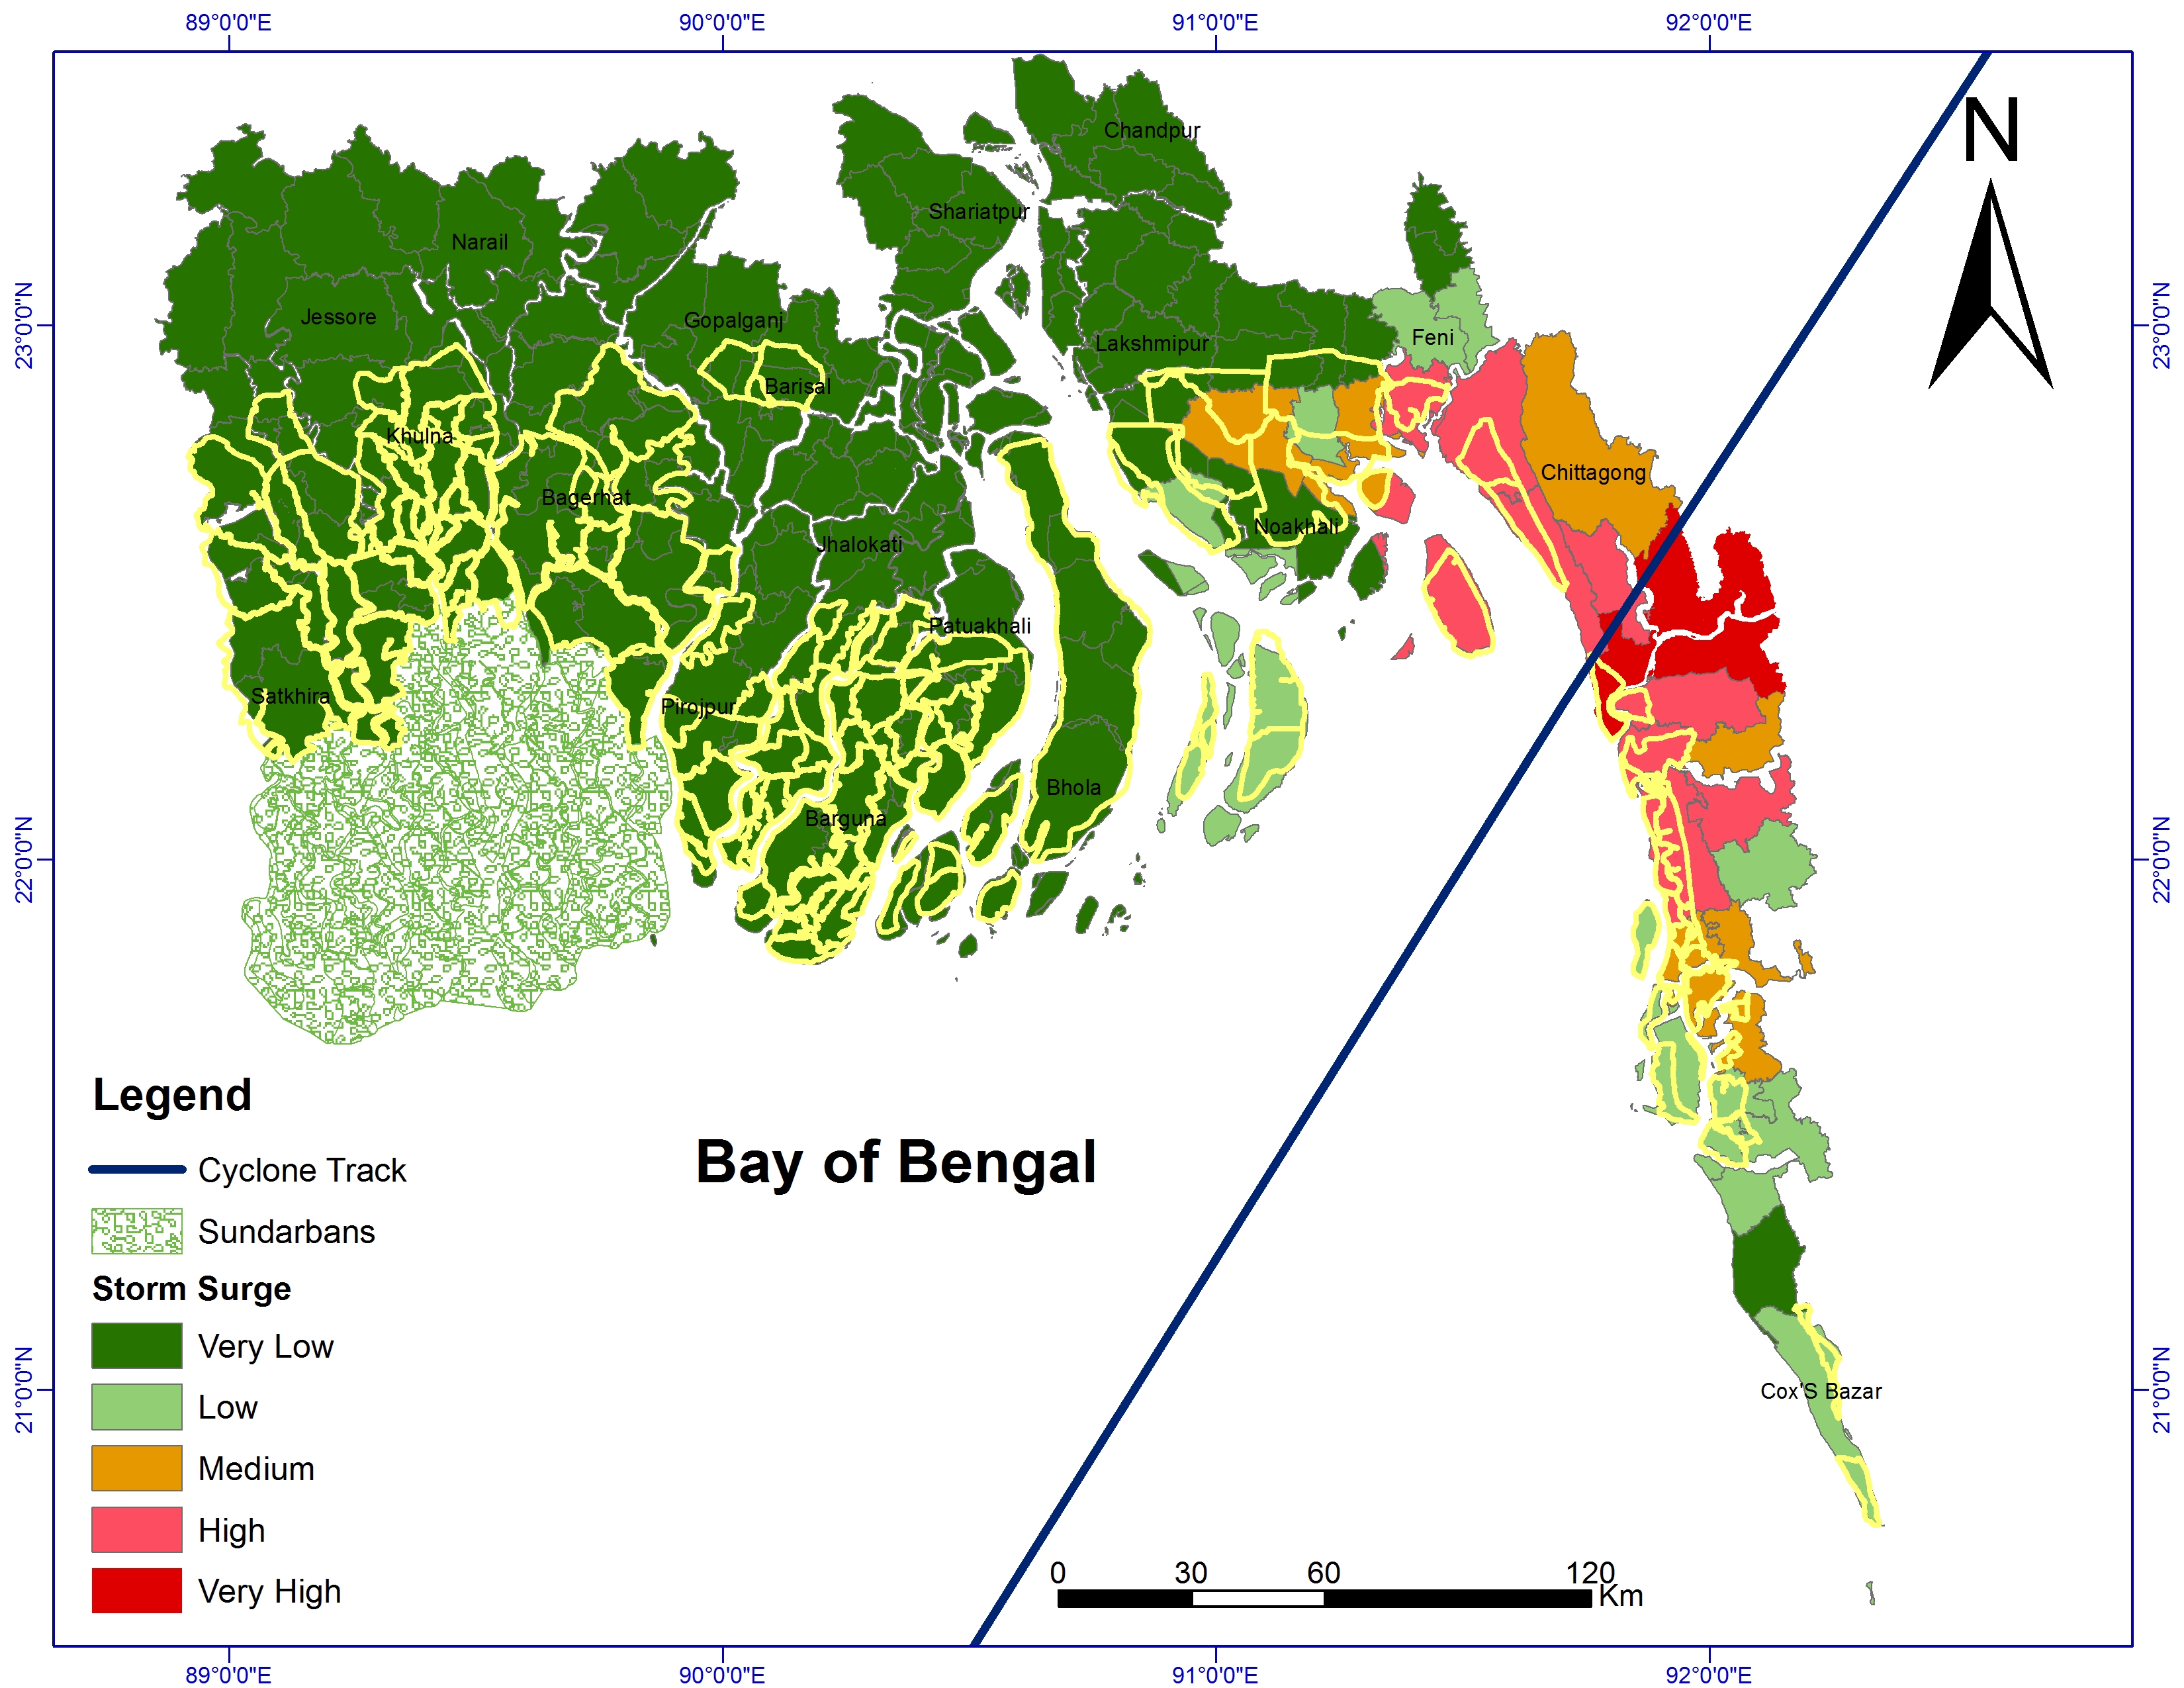 89°0'0"E
90°0'0"E
91°0'0"E
92°0'0"E
N
Chandpur
Shariatpur
Narail
23°0'0"N
Jessore
Gopalganj
Lakshmipur
Feni
23°0'0"N
Barisal
Khulna
Chittagong
Bagerhat
Noakhali
Jhalokati
Patuakhali
Satkhira
Pirojpur
Bhola
Barguna
22°0'0"N
22°0'0"N
Legend
Cyclone Track
Sundarbans
Storm Surge
Very Low
Low
Medium
High
Very High
Bay of Bengal
21°0'0"N
Cox'S Bazar
21°0'0"N
0 30 60 120
Km
89°0'0"E
90°0'0"E
91°0'0"E
92°0'0"E